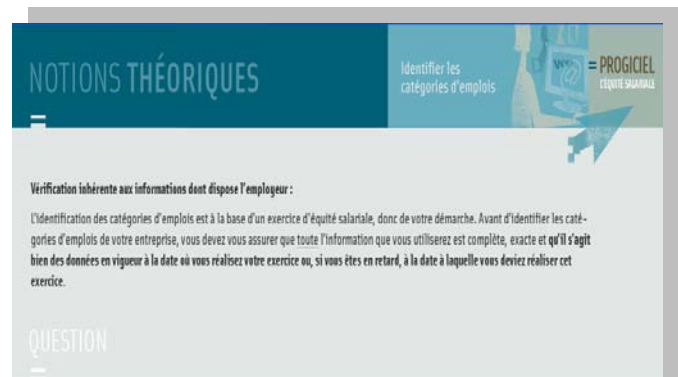 NOTIONS THÉORIQUES
Identifier les
catégories d'emplois
= PROGICIEL
L'ÉQUITÉ SALARIALE
Vérification inhérente aux informations dont dispose l'employeur :
L'identification des catégories d'emplois est à la base d'un exercice d'équité salariale, donc de votre démarche. Avant d'identifier les caté-
gories d'emplois de votre entreprise, vous devez vous assurer que toute l'information que vous utiliserez est complète, exacte et qu'il s'agit
bien des données en vigueur à la date où vous réalisez votre exercice ou, si vous êtes en retard, à la date à laquelle vous deviez réaliser cet
exercice.
QUESTION